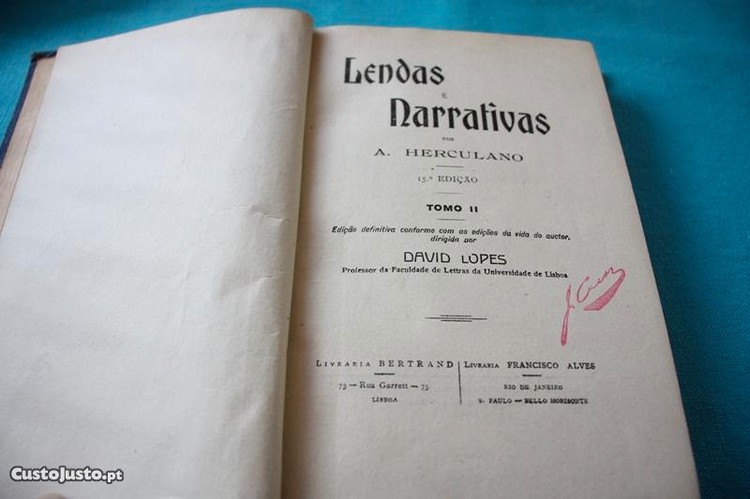 Lendas
E
Narrativas
POR
A. HERCULANO
15.ª EDIÇÃO
TOMO II
Edição definitiva conforme com as edições da vida do auctor,
dirigida por
DAVID LOPES
Professor da Faculdade de Letras da Universidade de Lisboa
LIVRARIA BERTRAND
73 — Rua Garrett — 75
LISBOA
LIVRARIA FRANCISCO ALVES
RIO DE JANEIRO
S. PAULO — BELLO HORIZONTE
CustoJusto.pt